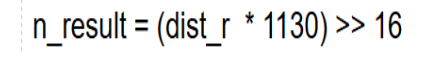 n_result = (dist_r * 1130) >> 16